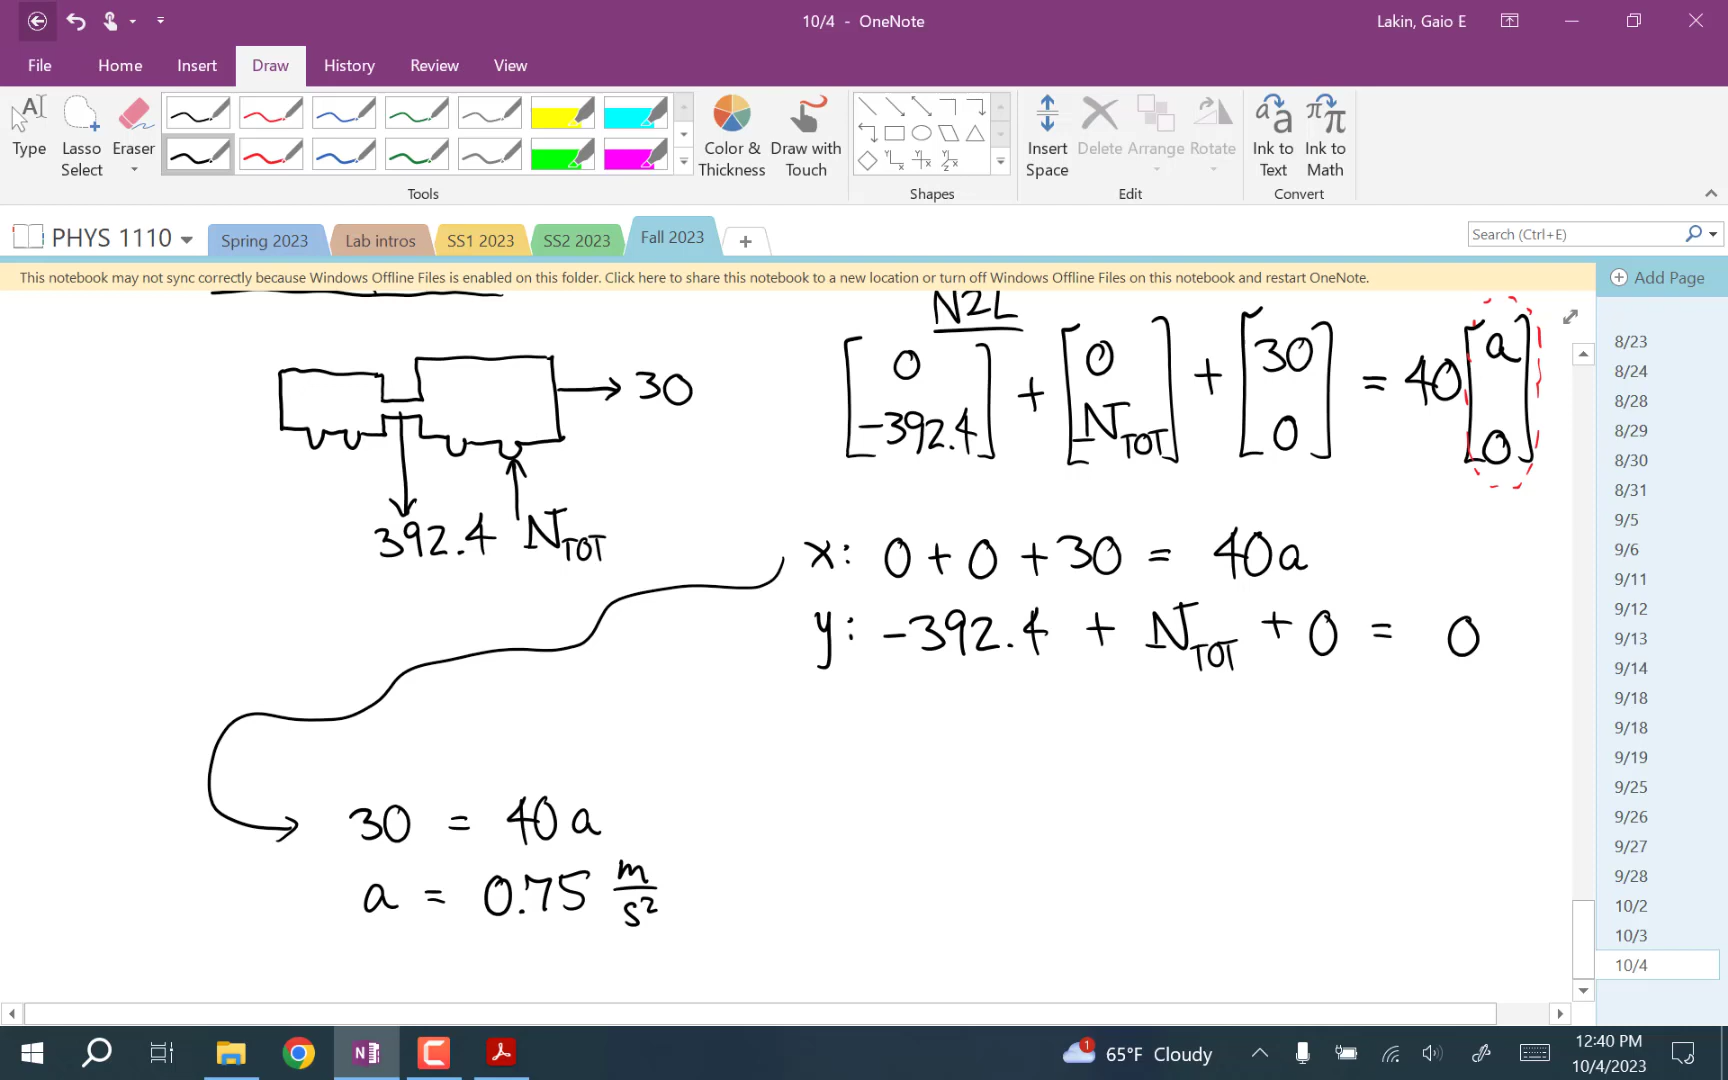 10/4 - OneNote
Lakin, Gaio E
File Home Insert Draw History Review View
Type
Lasso Select
Eraser
Color & Thickness
Draw with Touch
Insert Space
Delete
Arrange
Rotate
Ink to Text
Ink to Math
Tools
Shapes
Edit
Convert
PHYS 1110
Spring 2023
Lab intros
SS1 2023
SS2 2023
Fall 2023
Search (Ctrl+E)
This notebook may not sync correctly because Windows Offline Files is enabled on this folder. Click here to share this notebook to a new location or turn off Windows Offline Files on this notebook and restart OneNote.
Add Page
N2L
[0 -392.4] + [0 N_TOT] + [30 0] = 40 [a 0]
30
392.4 N_TOT
x: 0 + 0 + 30 = 40a
y: -392.4 + N_TOT + 0 = 0
30 = 40a
a = 0.75 m/s²
8/23
8/24
8/28
8/29
8/30
8/31
9/5
9/6
9/11
9/12
9/13
9/14
9/18
9/18
9/19
9/25
9/26
9/27
9/28
10/2
10/3
10/4
1
65°F Cloudy
12:40 PM
10/4/2023